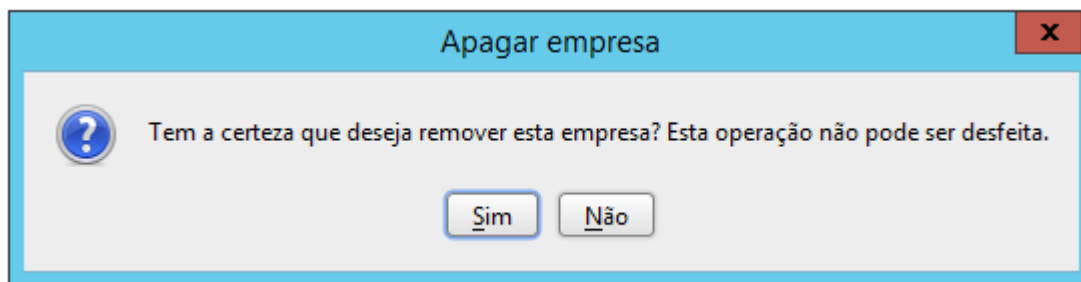 Apagar empresa
x
Tem a certeza que deseja remover esta empresa? Esta operação não pode ser desfeita.
Sim
Não